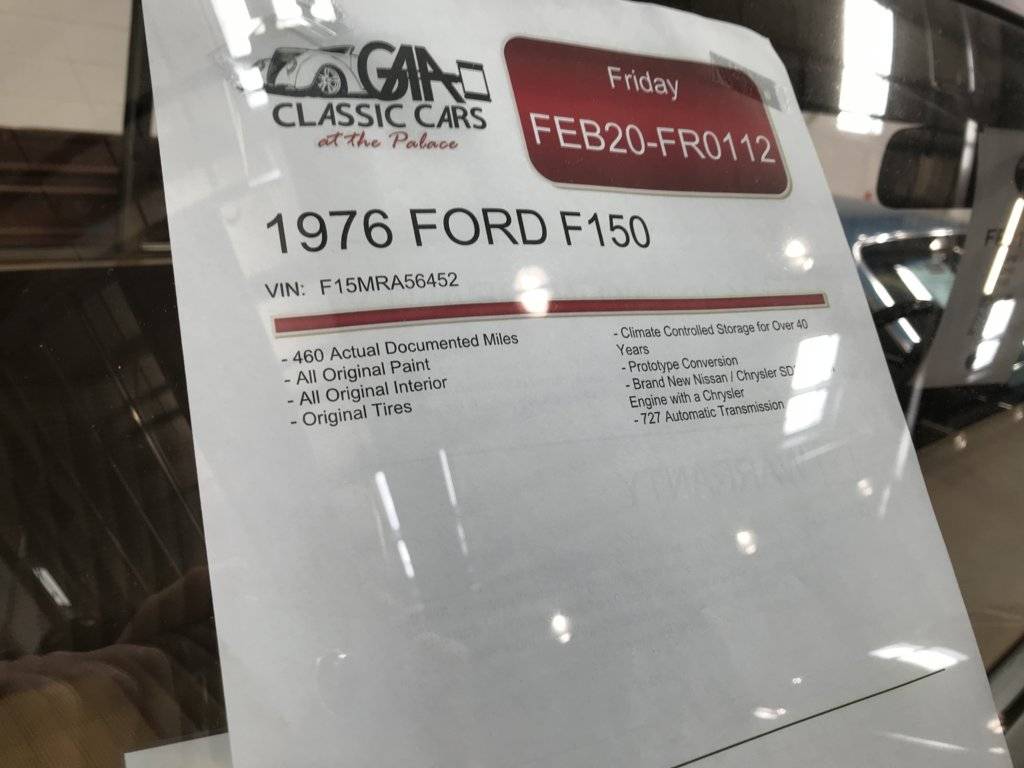 GAA
CLASSIC CARS
at the Palace
Friday
FEB20-FR0112
1976 FORD F150
VIN: F15MRA56452
- 460 Actual Documented Miles
- All Original Paint
- All Original Interior
- Original Tires
- Climate Controlled Storage for Over 40
Years
- Prototype Conversion
- Brand New Nissan / Chrysler
Engine with a Chrysler
- 727 Automatic Transmission
WARRANTY